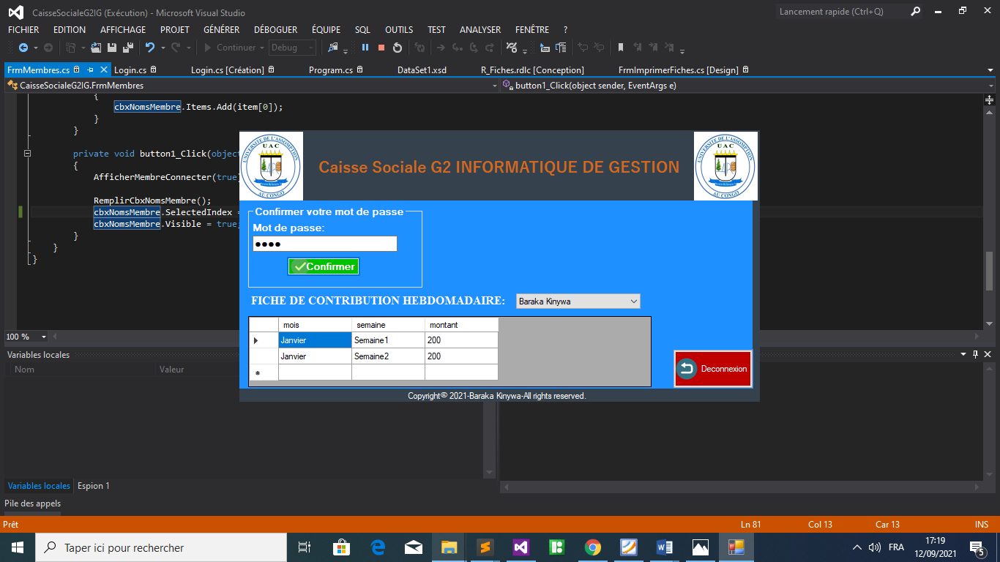 CaisseSocialeG2IG (Exécution) - Microsoft Visual Studio
Lancement rapide (Ctrl+Q)
FICHIER EDITION AFFICHAGE PROJET GÉNÉRER DÉBOGUER ÉQUIPE SQL OUTILS TEST ANALYSER FENÊTRE ?
Continuer Debug
FrmMembres.cs Login.cs Login.cs [Création] Program.cs DataSet1.xsd R_Fiches.rdlc [Conception] FrmImprimerFiches.cs [Design]
CaisseSocialeG2IG.FrmMembres button1_Click(object sender, EventArgs e)
{
cbxNomsMembre.Items.Add(item[0]);
}
}
private void button1_Click(object
{
AfficherMembreConnecter(true)
RemplirCbxNomsMembre();
cbxNomsMembre.SelectedIndex =
cbxNomsMembre.Visible = true;
}
}
}
UNIVERSITE DE L'ASSOMPTION
UAC
AU CONGO
Caisse Sociale G2 INFORMATIQUE DE GESTION
UNIVERSITE DE L'ASSOMPTION
UAC
AU CONGO
Confirmer votre mot de passe
Mot de passe:
●●●●
Confirmer
FICHE DE CONTRIBUTION HEBDOMADAIRE: Baraka Kinywa
mois semaine montant
Janvier Semaine1 200
Janvier Semaine2 200
Deconnexion
Copyright© 2021-Baraka Kinywa-All rights reserved.
100 %
Variables locales
Nom Valeur
Variables locales Espion 1
Pile des appels
Prêt Ln 81 Col 13 Car 13 INS
Taper ici pour rechercher
FRA
17:19
12/09/2021
5